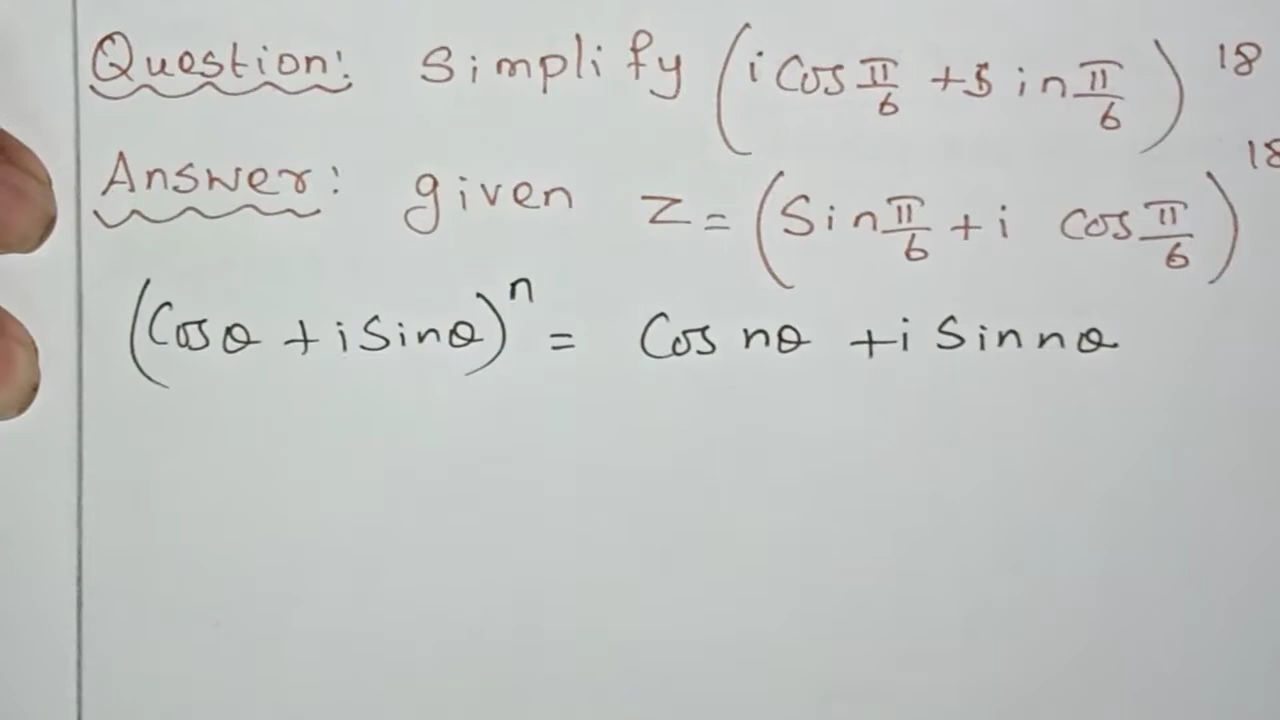 Question: Simplify (i Cos π/6 + Sin π/6)^18
Answer: given z = (Sin π/6 + i cos π/6)^18
(Cos θ + i Sin θ)^n = Cos nθ + i Sin nθ